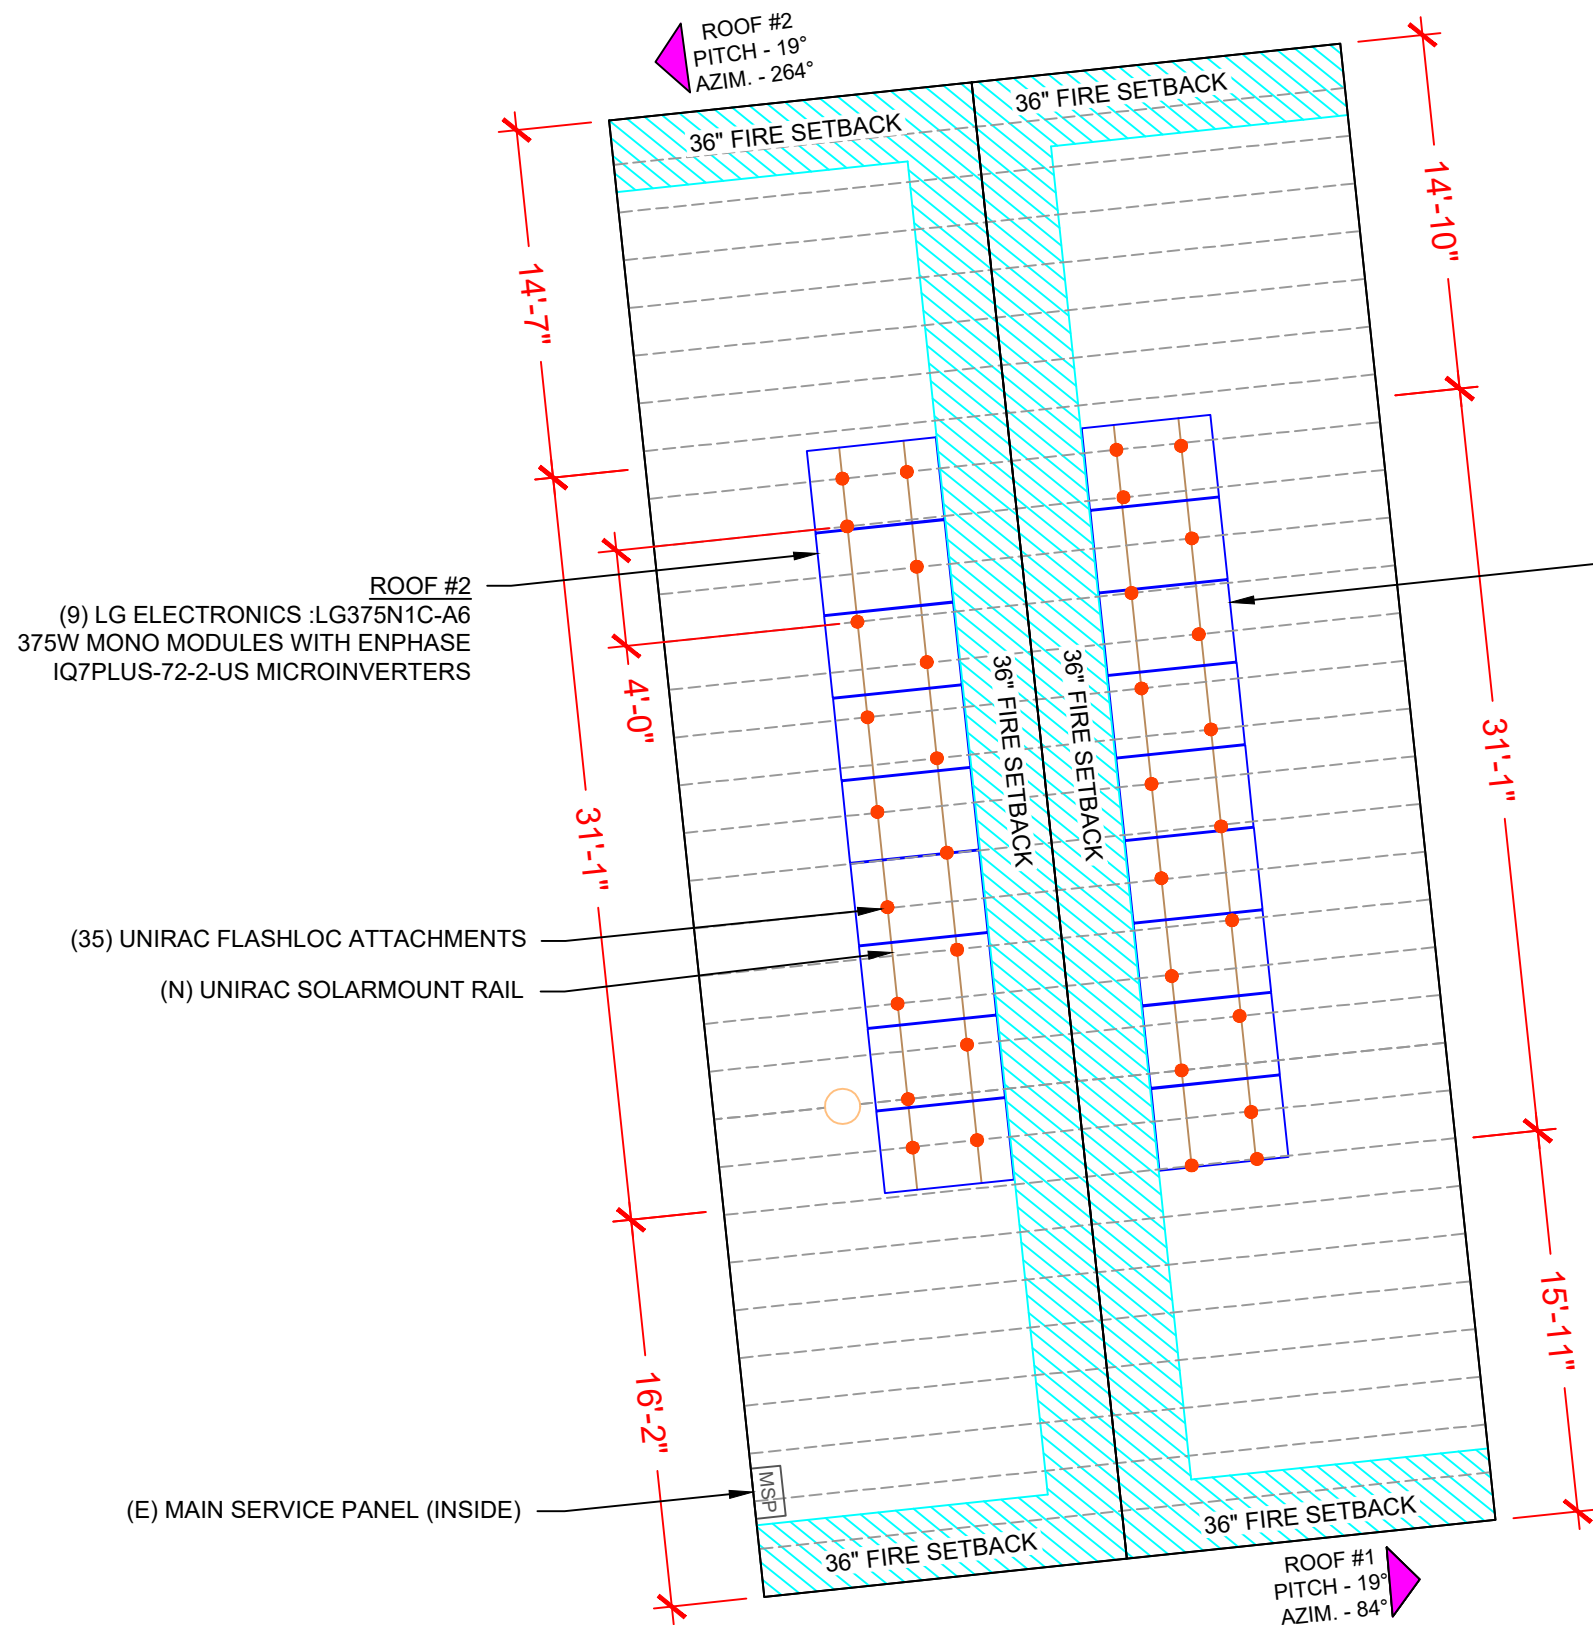 ROOF #2
PITCH - 19°
AZIM. - 264°
36" FIRE SETBACK
36" FIRE SETBACK
14'-10"
14'-7"
ROOF #2
(9) LG ELECTRONICS :LG375N1C-A6
375W MONO MODULES WITH ENPHASE
IQ7PLUS-72-2-US MICROINVERTERS
4'-0"
36" FIRE SETBACK
36" FIRE SETBACK
31'-1"
31'-1"
(35) UNIRAC FLASHLOC ATTACHMENTS
(N) UNIRAC SOLARMOUNT RAIL
15'-11"
16'-2"
MSP
(E) MAIN SERVICE PANEL (INSIDE)
36" FIRE SETBACK
36" FIRE SETBACK
ROOF #1
PITCH - 19°
AZIM. - 84°